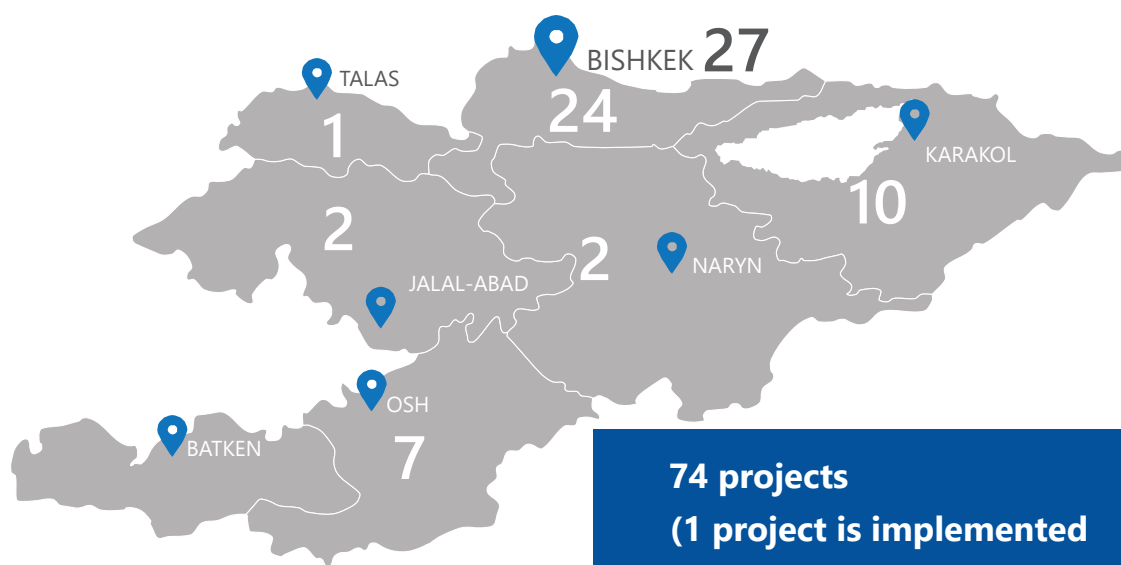 BISHKEK 27
TALAS
24
1
KARAKOL
10
2
2
NARYN
JALAL-ABAD
OSH
BATKEN
7
74 projects
(1 project is implemented